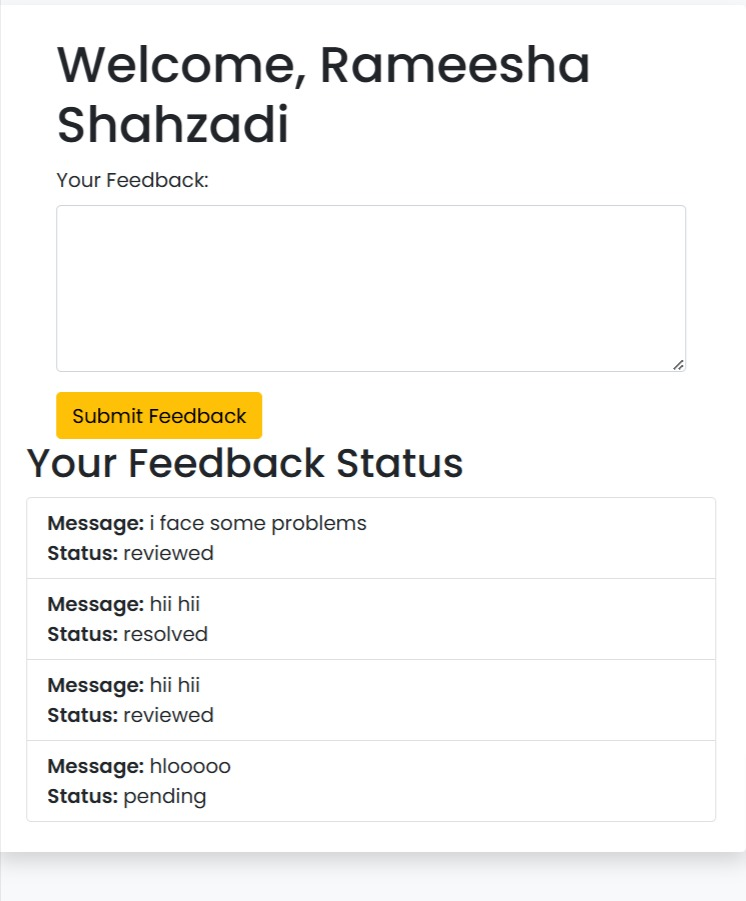 Welcome, Rameesha
Shahzadi
Your Feedback:
Submit Feedback
Your Feedback Status
Message: i face some problems
Status: reviewed
Message: hii hii
Status: resolved
Message: hii hii
Status: reviewed
Message: hlooooo
Status: pending